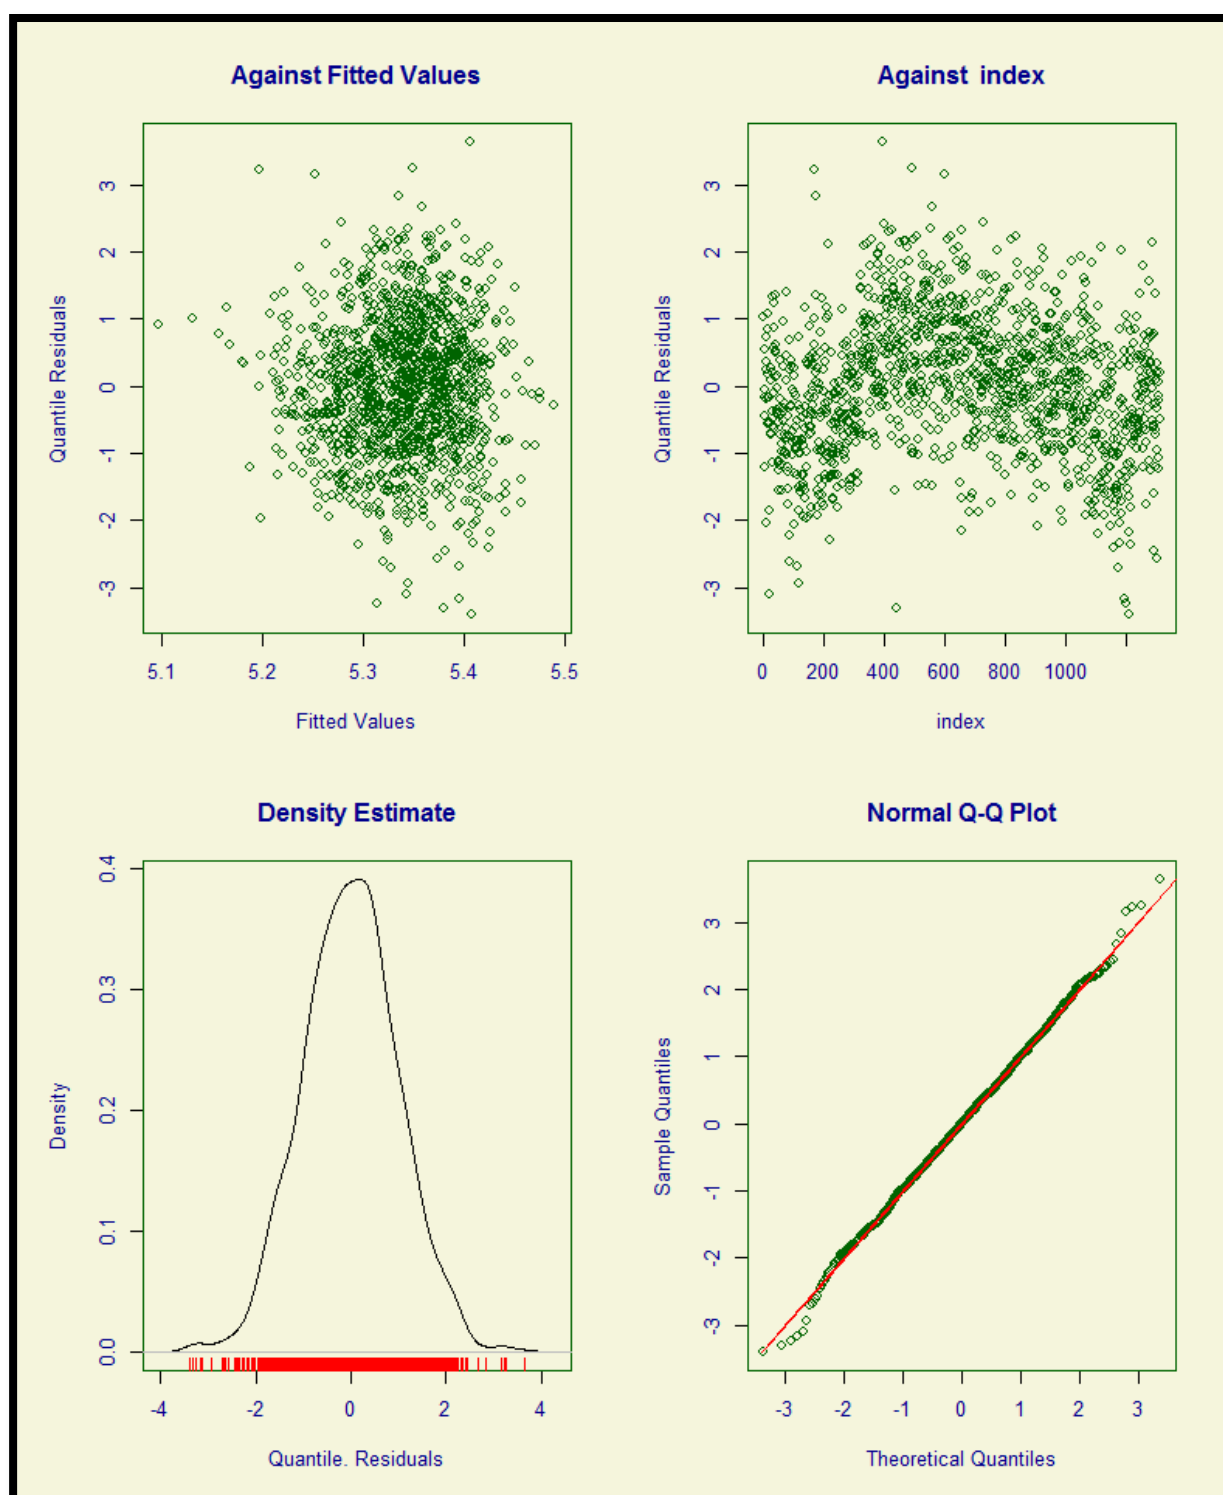 Against Fitted Values
Quantile Residuals
3
2
1
0
-1
-2
-3
5.1 5.2 5.3 5.4 5.5
Fitted Values
Against index
Quantile Residuals
3
2
1
0
-1
-2
-3
0 200 400 600 800 1000
index
Density Estimate
Density
0.4
0.3
0.2
0.1
0.0
-4 -2 0 2 4
Quantile. Residuals
Normal Q-Q Plot
Sample Quantiles
3
2
1
0
-1
-2
-3
-3 -2 -1 0 1 2 3
Theoretical Quantiles